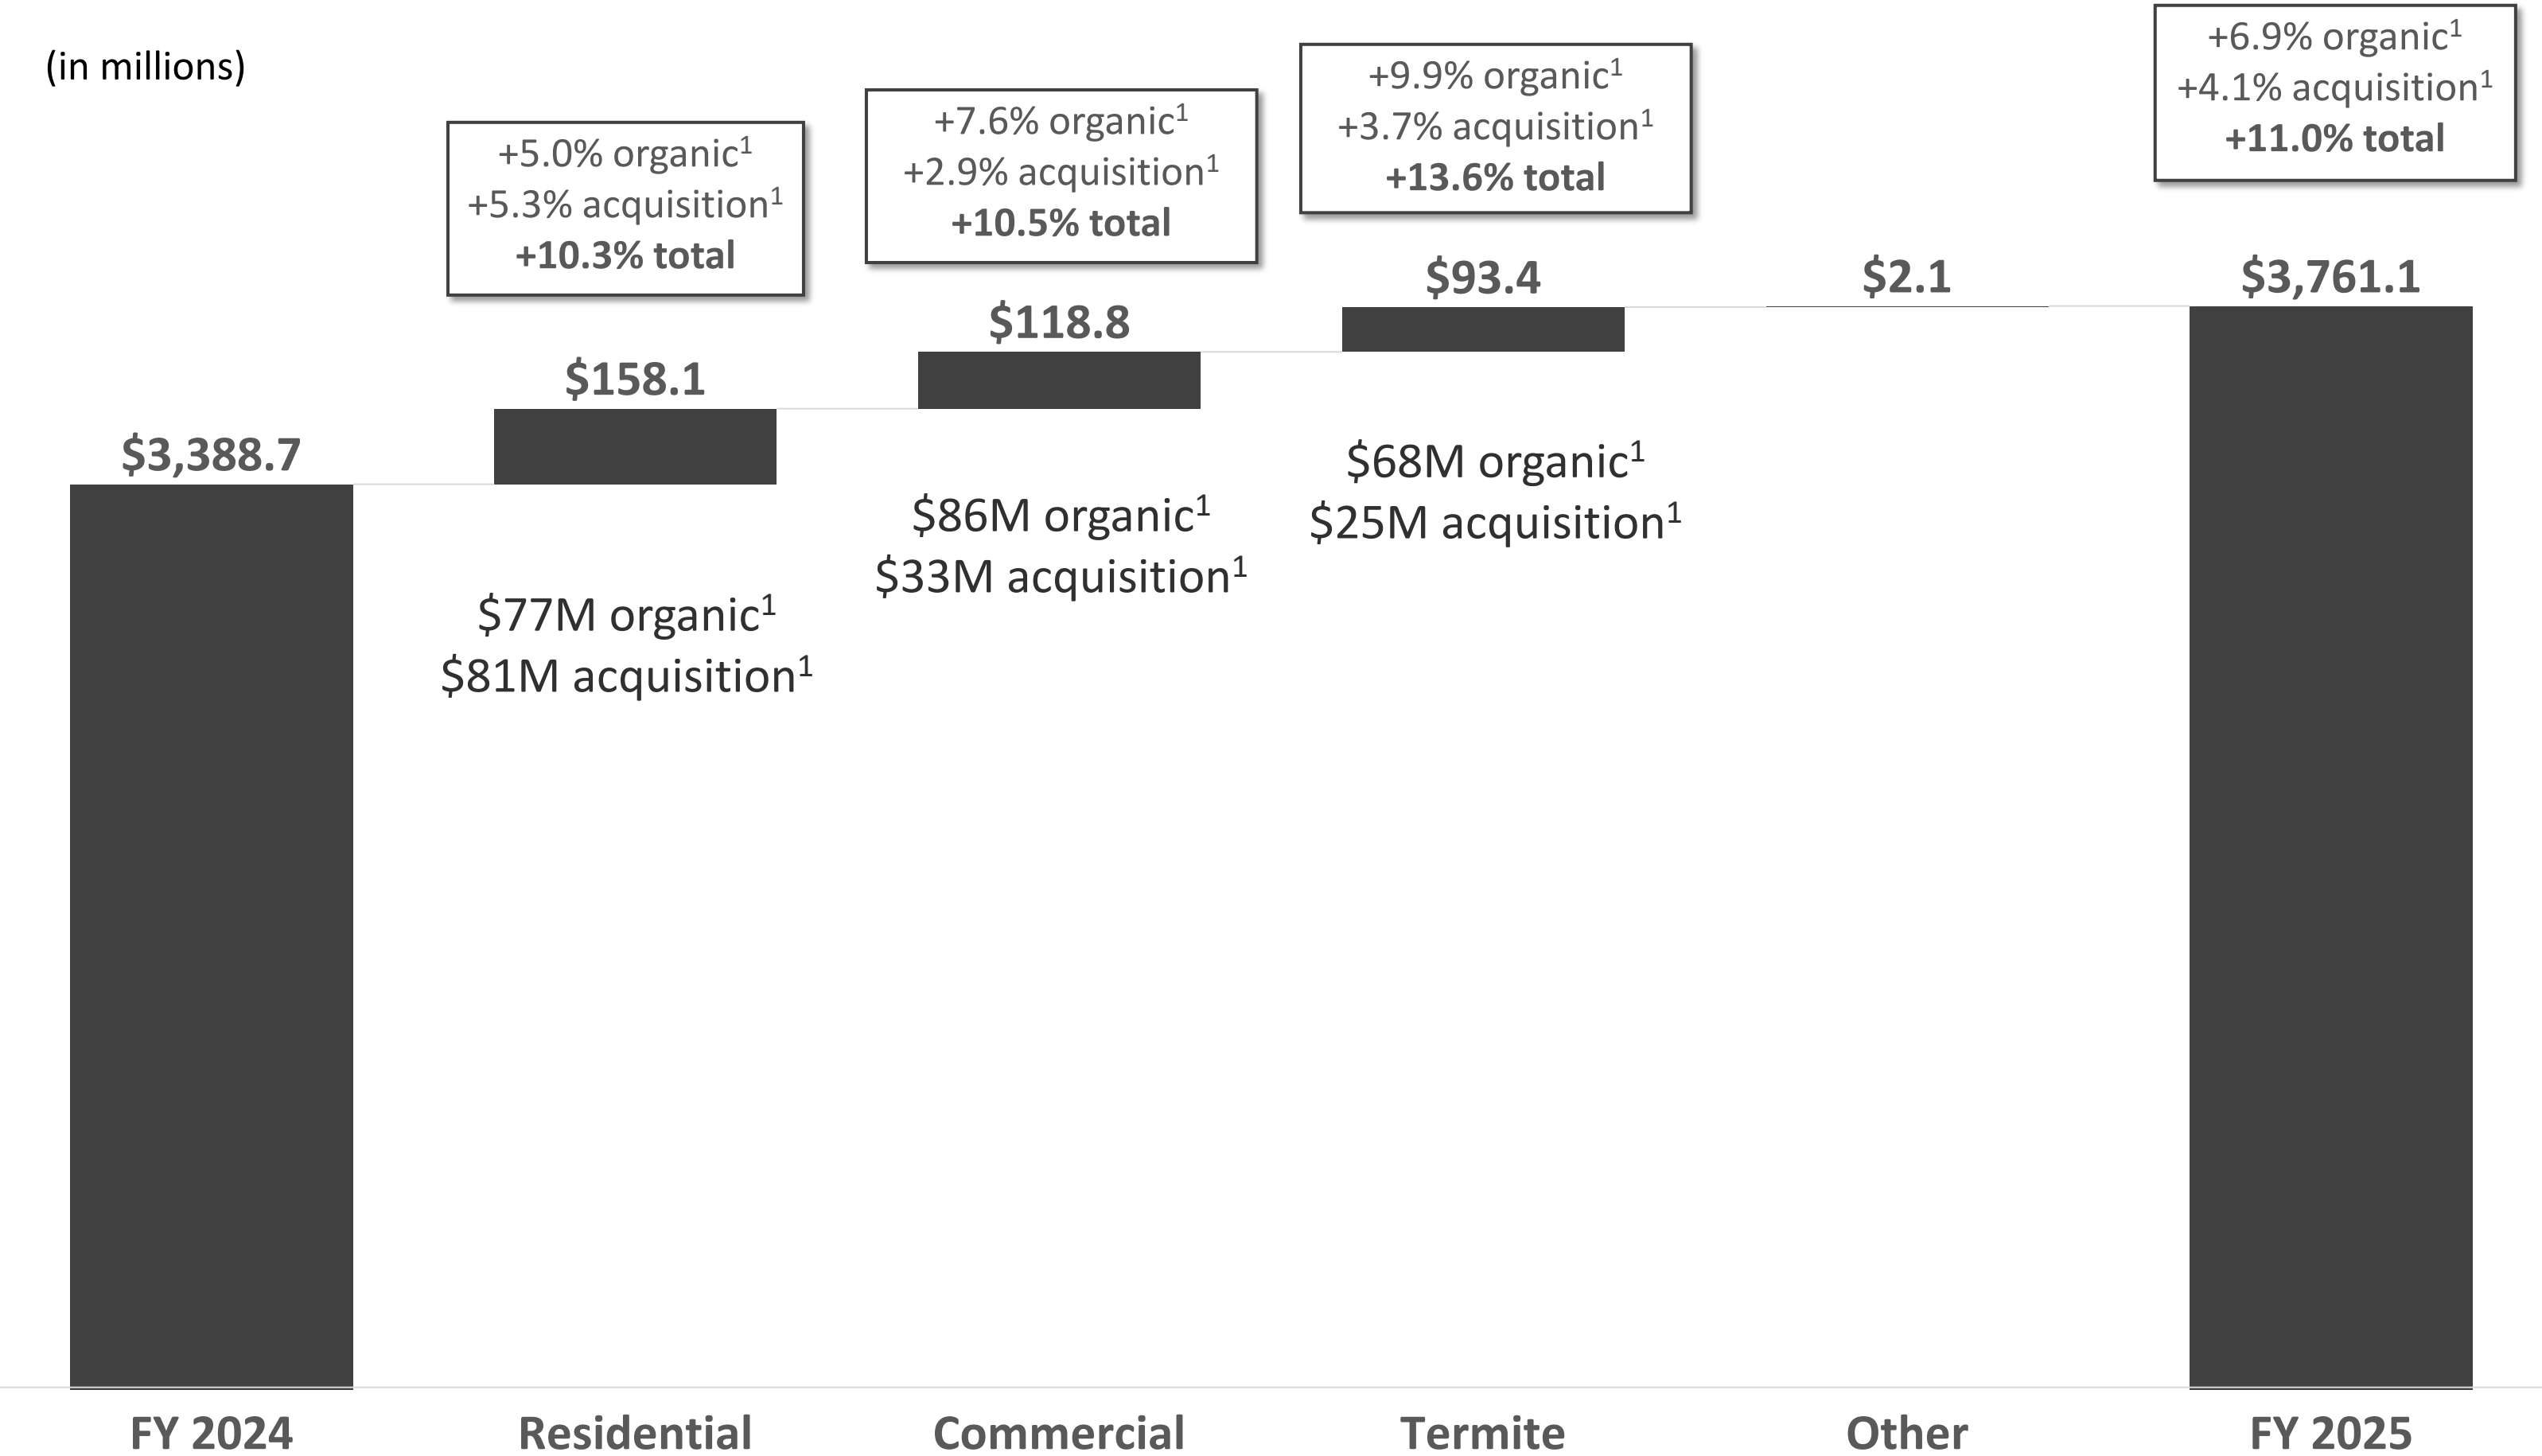 (in millions)
+5.0% organic¹
+5.3% acquisition¹
+10.3% total
+7.6% organic¹
+2.9% acquisition¹
+10.5% total
+9.9% organic¹
+3.7% acquisition¹
+13.6% total
+6.9% organic¹
+4.1% acquisition¹
+11.0% total
$3,388.7
$158.1
$118.8
$93.4
$2.1
$3,761.1
$77M organic¹
$81M acquisition¹
$86M organic¹
$33M acquisition¹
$68M organic¹
$25M acquisition¹
FY 2024
Residential
Commercial
Termite
Other
FY 2025